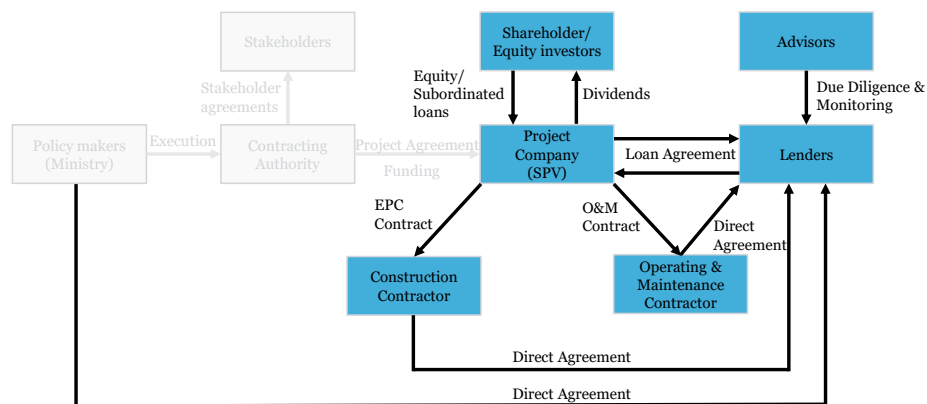 Stakeholders
Shareholder/
Equity investors
Advisors
Stakeholder
agreements
Equity/
Subordinated
loans
Dividends
Due Diligence &
Monitoring
Policy makers
(Ministry)
Execution
Contracting
Authority
Project Agreement
Funding
Project
Company
(SPV)
Loan Agreement
Lenders
EPC
Contract
O&M
Contract
Direct
Agreement
Construction
Contractor
Operating &
Maintenance
Contractor
Direct Agreement
Direct Agreement